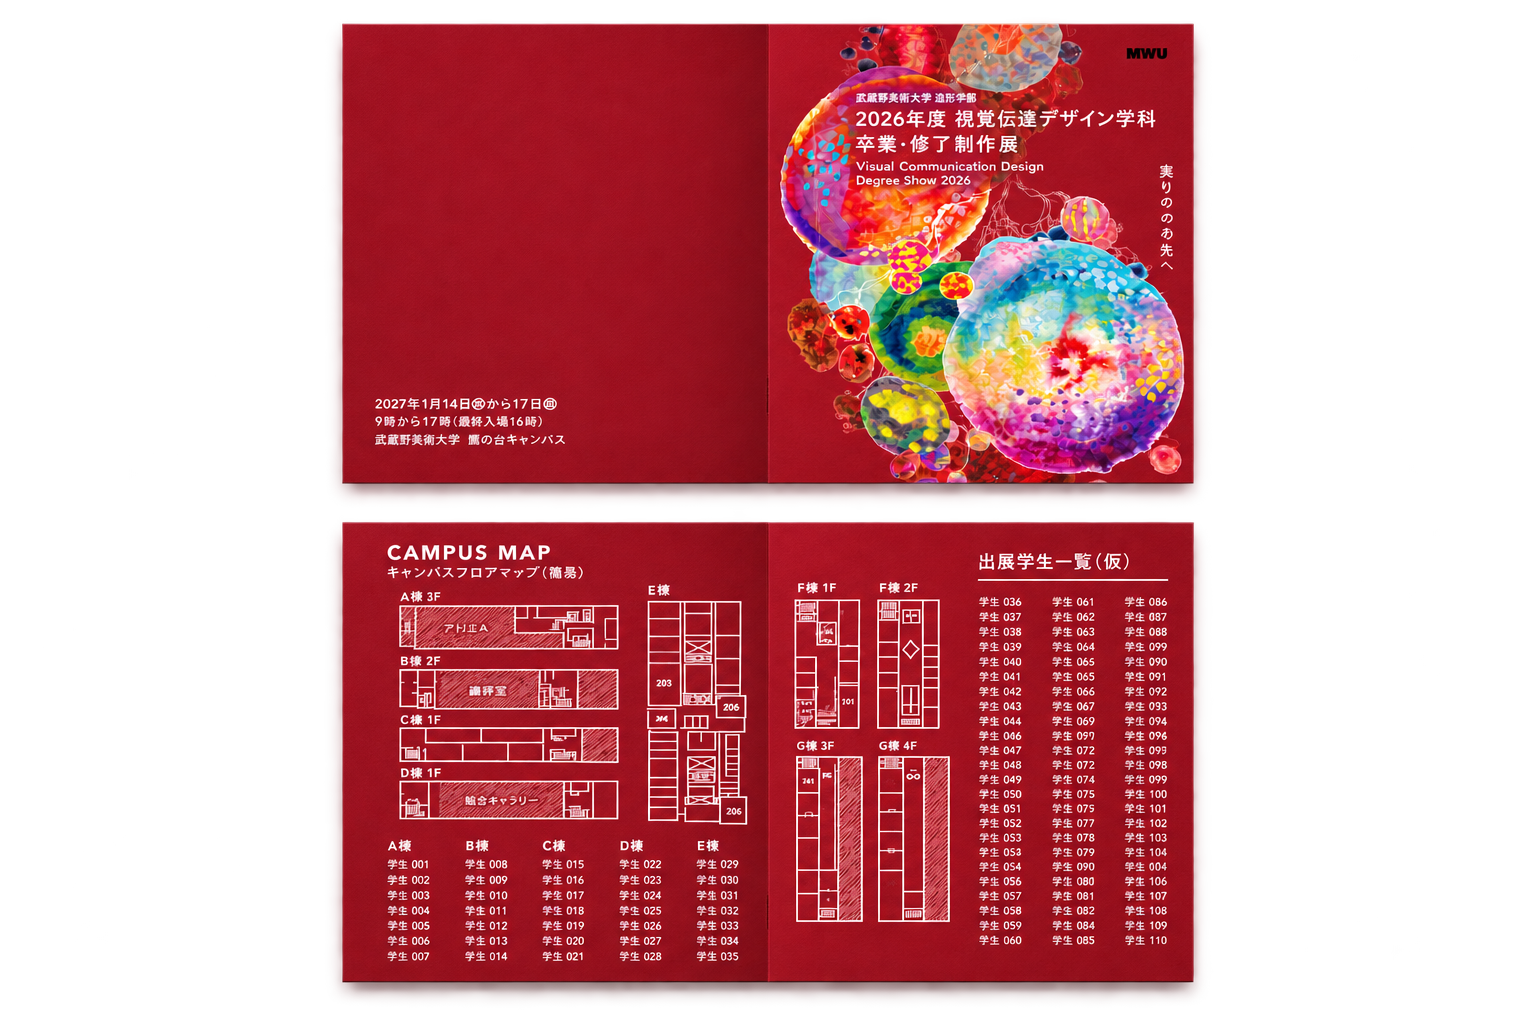 MWU
武蔵野美術大学 造形学部
2026年度 視覚伝達デザイン学科
卒業・修了制作展
Visual Communication Design
Degree Show 2026
実りののお先へ
2027年1月14日から17日
9時から17時（最終入場16時）
武蔵野美術大学 鷹の台キャンパス
CAMPUS MAP
キャンパスフロアマップ（簡易）
A棟 3F
B棟 2F
C棟 1F
D棟 1F
E棟
203
206
206
F棟 1F
F棟 2F
G棟 3F
G棟 4F
A棟
学生 001
学生 002
学生 003
学生 004
学生 005
学生 006
学生 007
B棟
学生 008
学生 009
学生 010
学生 011
学生 012
学生 013
学生 014
C棟
学生 015
学生 016
学生 017
学生 018
学生 019
学生 020
学生 021
D棟
学生 022
学生 023
学生 024
学生 025
学生 026
学生 027
学生 028
E棟
学生 029
学生 030
学生 031
学生 032
学生 033
学生 034
学生 035
出展学生一覧（仮）
学生 036
学生 037
学生 038
学生 039
学生 040
学生 041
学生 042
学生 043
学生 044
学生 046
学生 047
学生 048
学生 049
学生 050
学生 051
学生 052
学生 053
学生 053
学生 054
学生 056
学生 057
学生 058
学生 059
学生 060
学生 061
学生 062
学生 063
学生 064
学生 065
学生 065
学生 066
学生 067
学生 069
学生 097
学生 072
学生 072
学生 074
学生 075
学生 075
学生 077
学生 078
学生 079
学生 090
学生 080
学生 081
学生 082
学生 084
学生 085
学生 086
学生 087
学生 088
学生 099
学生 090
学生 091
学生 092
学生 093
学生 094
学生 096
学生 099
学生 098
学生 099
学生 100
学生 101
学生 102
学生 103
学生 104
学生 004
学生 106
学生 107
学生 108
学生 109
学生 110